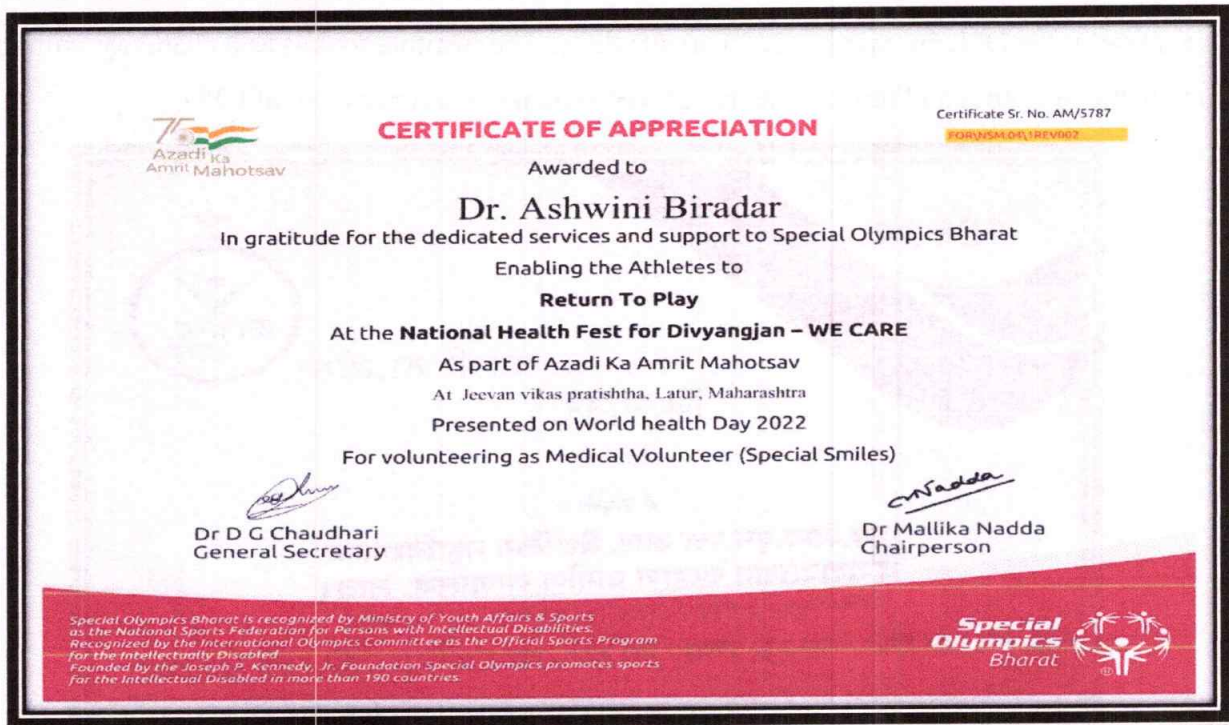 75
Azadi Ka
Amrit Mahotsav
Certificate Sr. No. AM/5787
FOR\NSM.04\1REV002
CERTIFICATE OF APPRECIATION
Awarded to
Dr. Ashwini Biradar
In gratitude for the dedicated services and support to Special Olympics Bharat
Enabling the Athletes to
Return To Play
At the National Health Fest for Divyangjan – WE CARE
As part of Azadi Ka Amrit Mahotsav
At Jeevan vikas pratishtha, Latur, Maharashtra
Presented on World health Day 2022
For volunteering as Medical Volunteer (Special Smiles)
Nadda
Dr D G Chaudhari
General Secretary
Dr Mallika Nadda
Chairperson
Special Olympics Bharat is recognized by Ministry of Youth Affairs & Sports
as the National Sports Federation for Persons with Intellectual Disabilities.
Recognized by the International Olympics Committee as the Official Sports Program
for the Intellectually Disabled
Founded by the Joseph P. Kennedy, Jr. Foundation Special Olympics promotes sports
for the Intellectual Disabled in more than 190 countries.
Special
Olympics
Bharat